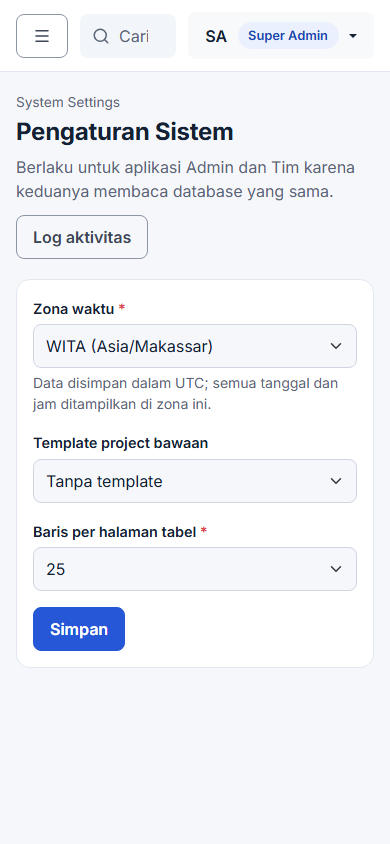 Cari
SA
Super Admin
System Settings
Pengaturan Sistem
Berlaku untuk aplikasi Admin dan Tim karena
keduanya membaca database yang sama.
Log aktivitas
Zona waktu *
WITA (Asia/Makassar)
Data disimpan dalam UTC; semua tanggal dan
jam ditampilkan di zona ini.
Template project bawaan
Tanpa template
Baris per halaman tabel *
25
Simpan